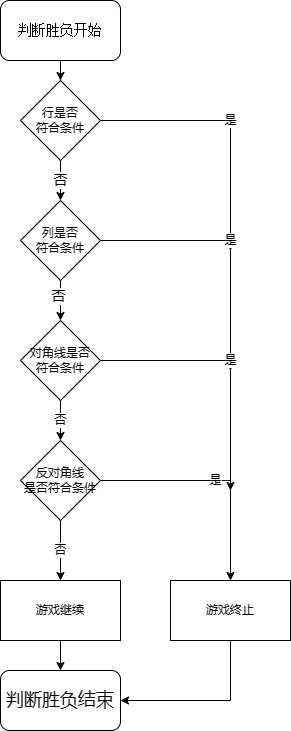 判断胜负开始
行是否
符合条件
是
否
列是否
符合条件
是
否
对角线是否
符合条件
是
否
反对角线
是否符合条件
是
否
游戏继续
游戏终止
判断胜负结束